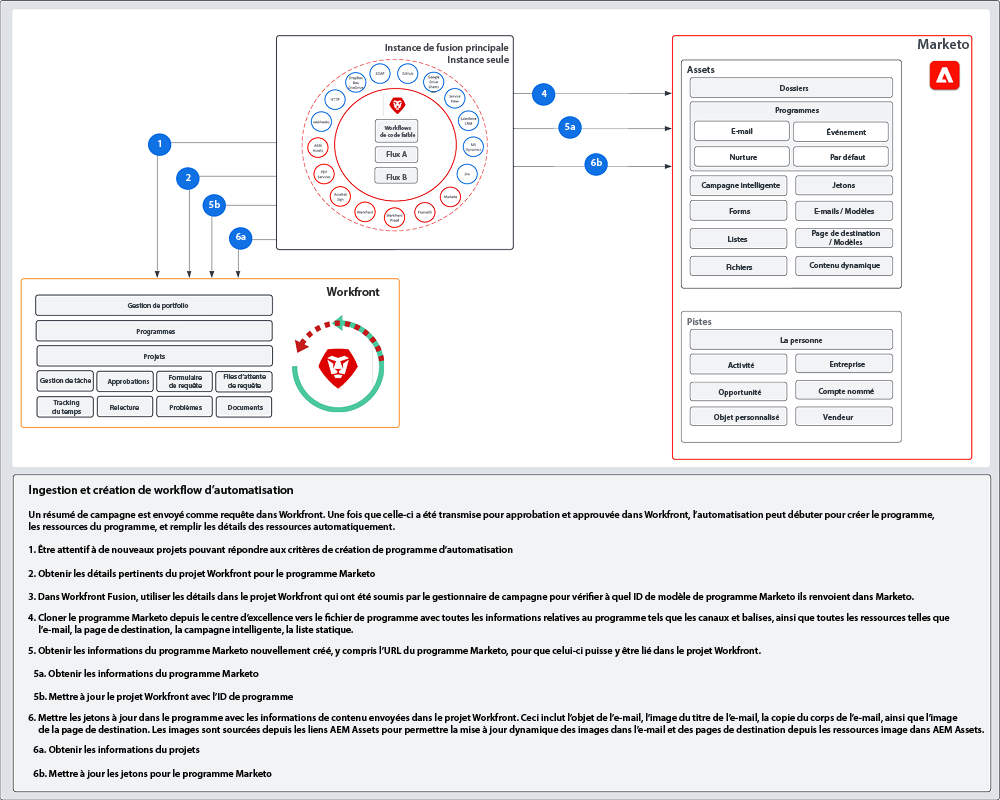 Instance de fusion principale
Instance seule
DropBox
Box
OneDrive
SOAP
GitHub
Google
Drive
Sheets
HTTP
Service
Now
webhooks
Salesforce
CRM
AEM
Assets
MS
Dynamics
PDF
Services
Jira
Acrobat
Sign
Marketo
Workfront
Workfront
Proof
Workflows
de code faible
Flux A
Flux B
1
2
5b
6a
4
5a
6b
Marketo
Assets
Dossiers
Programmes
E-mail
Événement
Nurture
Par défaut
Campagne intelligente
Jetons
Forms
E-mails / Modèles
Listes
Page de destination
/ Modèles
Fichiers
Contenu dynamique
Pistes
La personne
Activité
Entreprise
Opportunité
Compte nommé
Objet personnalisé
Vendeur
Workfront
Gestion de portfolio
Programmes
Projets
Gestion de tâche
Approbations
Formulaire
de requête
Files d'attente
de requête
Tracking
du temps
Relecture
Problèmes
Documents
Ingestion et création de workflow d'automatisation
Un résumé de campagne est envoyé comme requête dans Workfront. Une fois que celle-ci a été transmise pour approbation et approuvée dans Workfront, l'automatisation peut débuter pour créer le programme,
les ressources du programme, et remplir les détails des ressources automatiquement.
1. Être attentif à de nouveaux projets pouvant répondre aux critères de création de programme d'automatisation
2. Obtenir les détails pertinents du projet Workfront pour le programme Marketo
3. Dans Workfront Fusion, utiliser les détails dans le projet Workfront qui ont été soumis par le gestionnaire de campagne pour vérifier à quel ID de modèle de programme Marketo ils renvoient dans Marketo.
4. Cloner le programme Marketo depuis le centre d'excellence vers le fichier de programme avec toutes les informations relatives au programme tels que les canaux et balises, ainsi que toutes les ressources telles que
l'e-mail, la page de destination, la campagne intelligente, la liste statique.
5. Obtenir les informations du programme Marketo nouvellement créé, y compris l'URL du programme Marketo, pour que celui-ci puisse y être lié dans le projet Workfront.
5a. Obtenir les informations du programme Marketo
5b. Mettre à jour le projet Workfront avec l'ID de programme
6. Mettre les jetons à jour dans le programme avec les informations de contenu envoyées dans le projet Workfront. Ceci inclut l'objet de l'e-mail, l'image du titre de l'e-mail, la copie du corps de l'e-mail, ainsi que l'image
de la page de destination. Les images sont sourcées depuis les liens AEM Assets pour permettre la mise à jour dynamique des images dans l'e-mail et des pages de destination depuis les ressources image dans AEM Assets.
6a. Obtenir les informations du projets
6b. Mettre à jour les jetons pour le programme Marketo